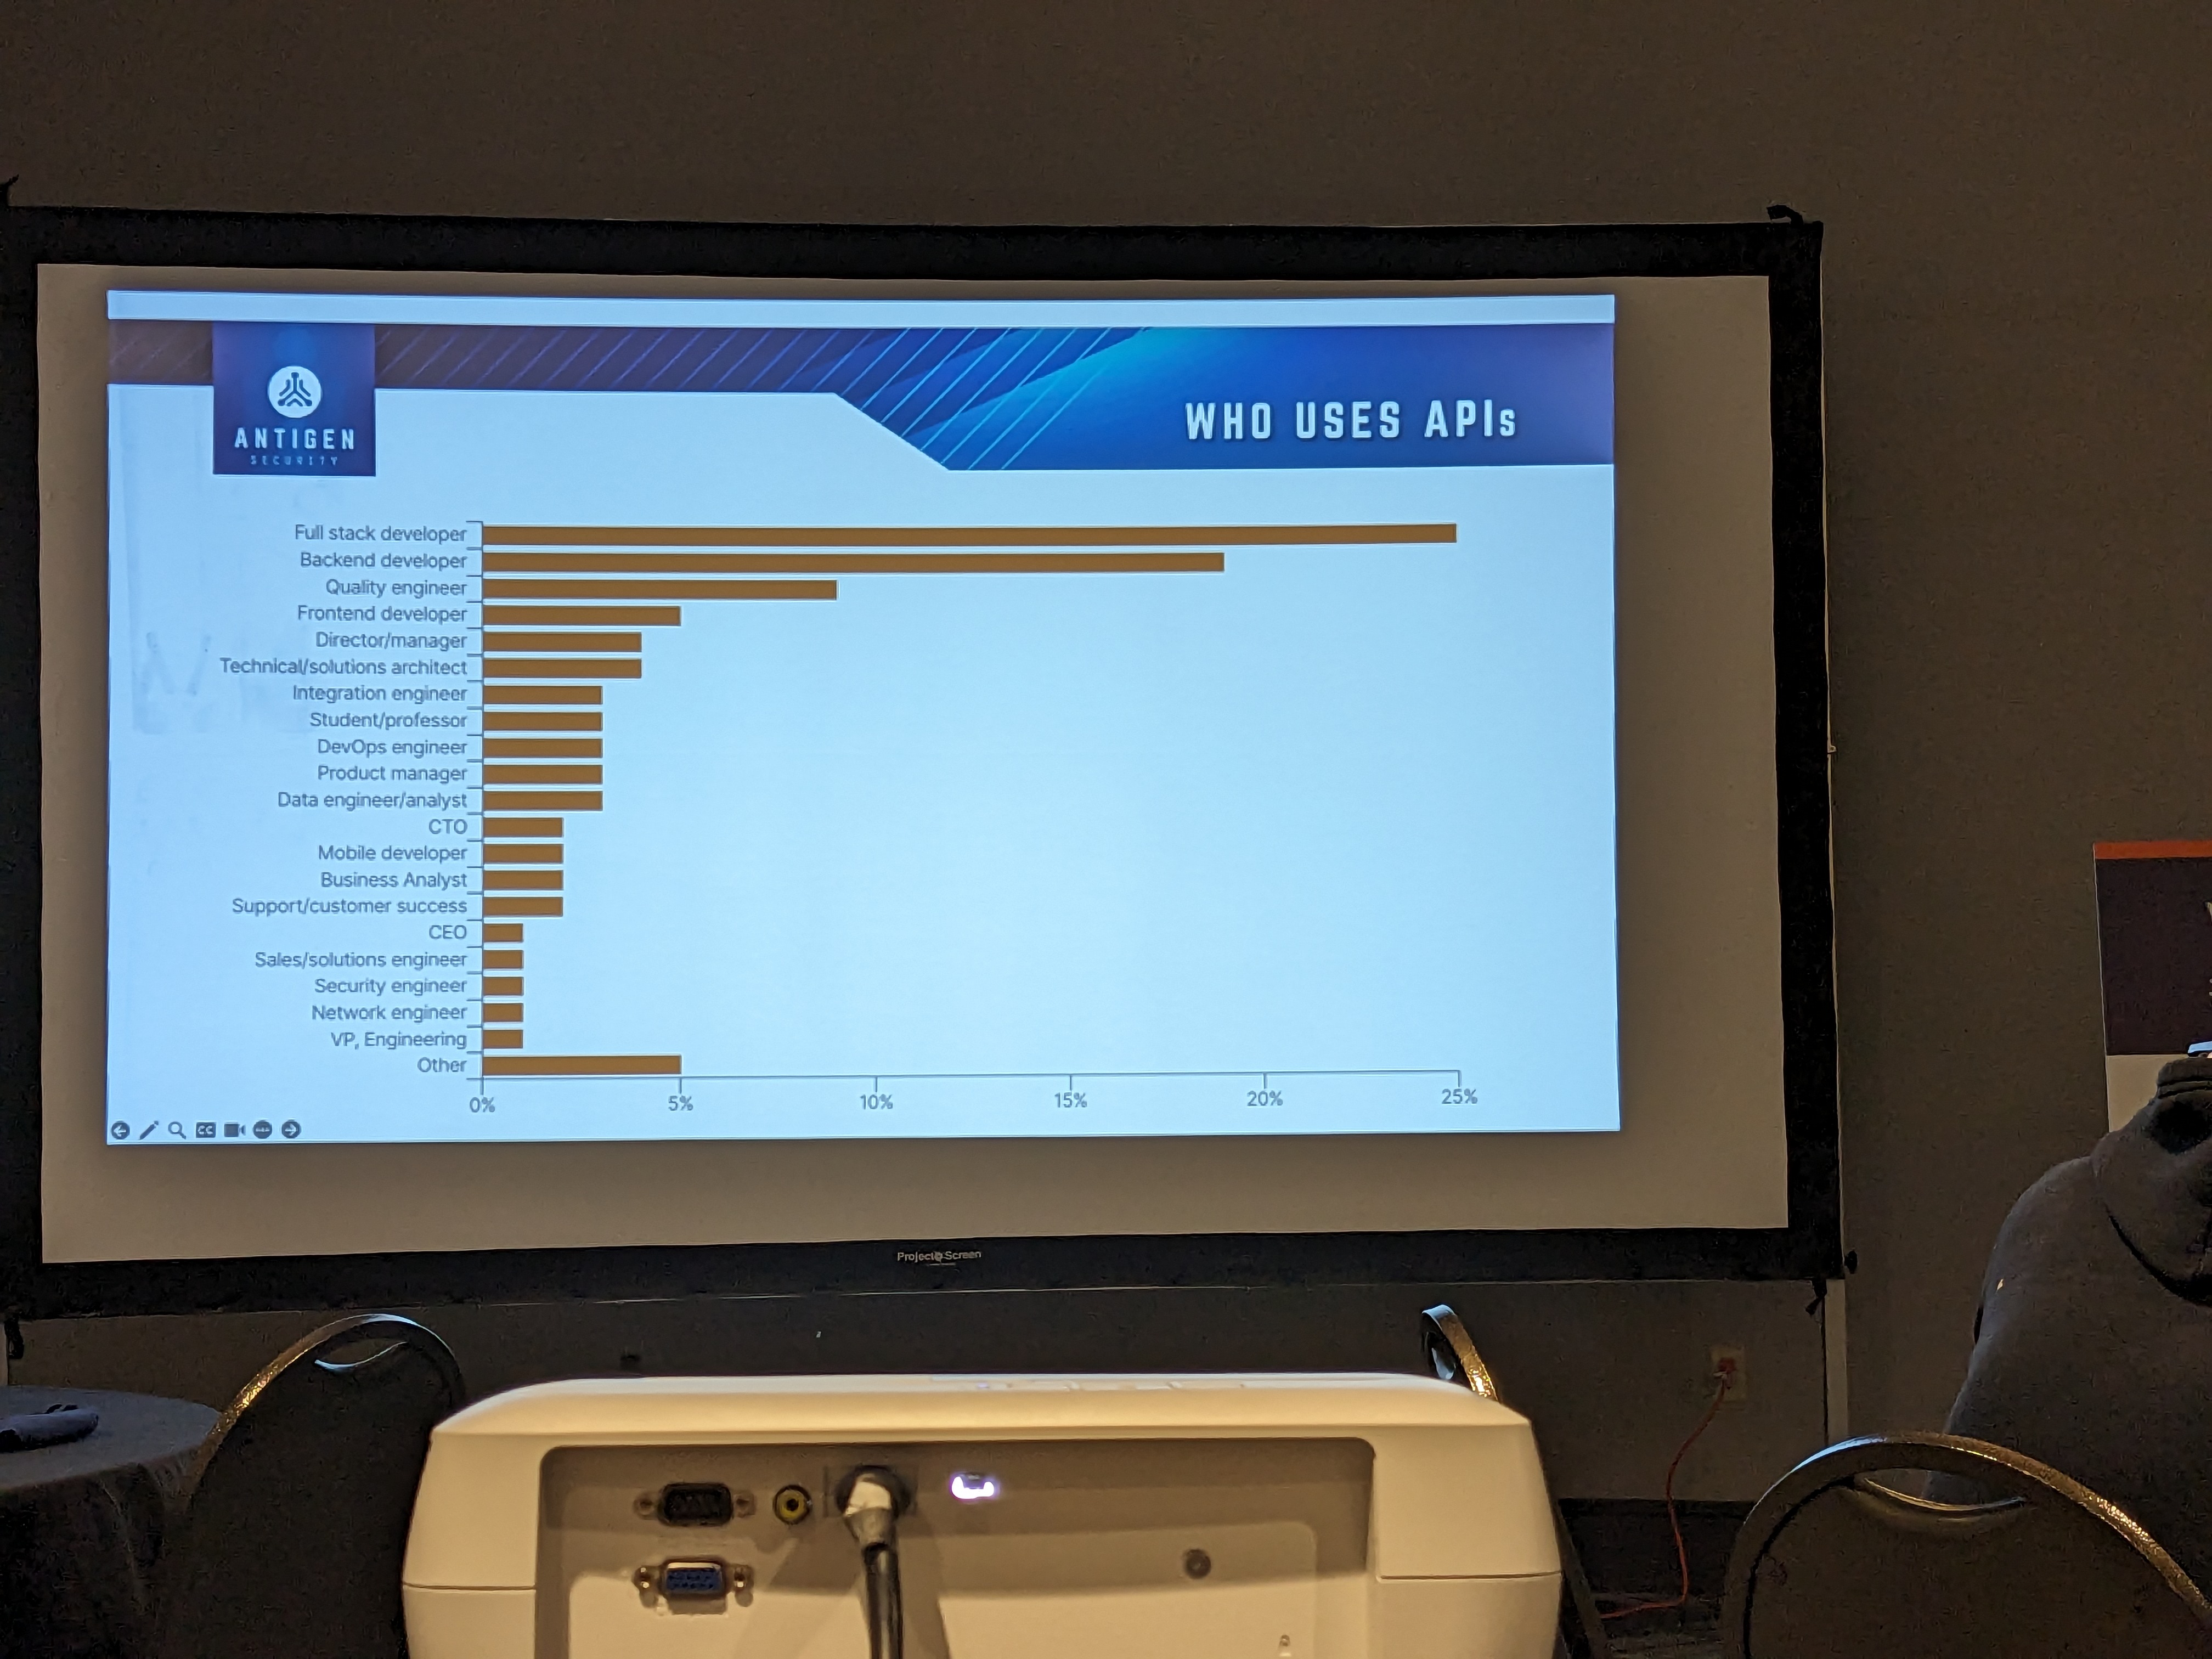 ANTIGEN
SECURITY
WHO USES APIs
Full stack developer
Backend developer
Quality engineer
Frontend developer
Director/manager
Technical/solutions architect
Integration engineer
Student/professor
DevOps engineer
Product manager
Data engineer/analyst
CTO
Mobile developer
Business Analyst
Support/customer success
CEO
Sales/solutions engineer
Security engineer
Network engineer
VP, Engineering
Other
0% 5% 10% 15% 20% 25%
CC
ProjectoScreen